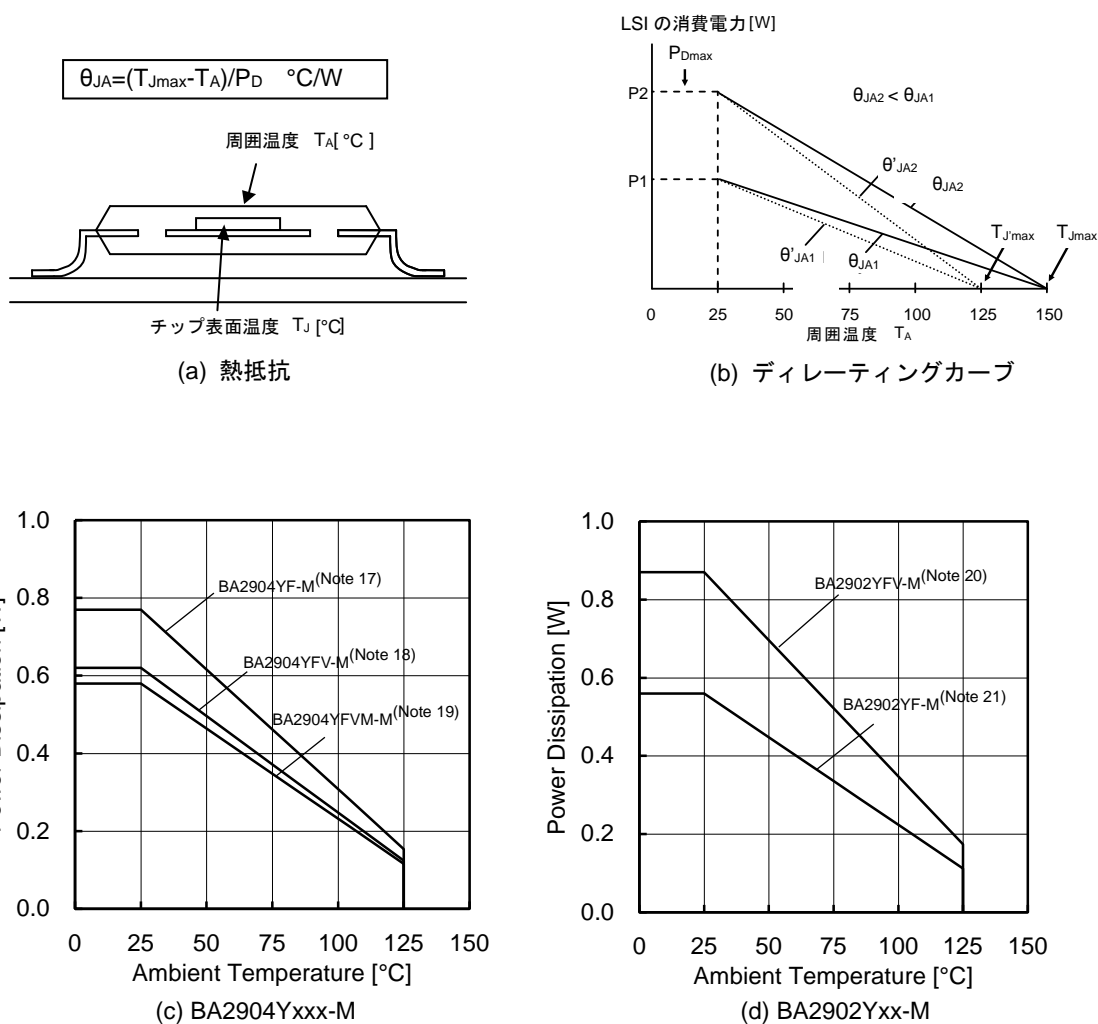 θJA=(TJmax-TA)/PD °C/W
周囲温度 TA[°C]
チップ表面温度 TJ [°C]
(a) 熱抵抗
LSI の消費電力[W]
PDmax
P2
P1
θJA2 < θJA1
θ'JA2
θJA2
θ'JA1
θJA1
TJ'max
TJmax
0 25 50 75 100 125 150
周囲温度 TA
(b) ディレーティングカーブ
1.0
0.8
0.6
0.4
0.2
0.0
BA2904YF-M(Note 17)
BA2904YFV-M(Note 18)
BA2904YFVM-M(Note 19)
0 25 50 75 100 125 150
Ambient Temperature [°C]
(c) BA2904Yxxx-M
Power Dissipation [W]
1.0
0.8
0.6
0.4
0.2
0.0
BA2902YFV-M(Note 20)
BA2902YF-M(Note 21)
0 25 50 75 100 125 150
Ambient Temperature [°C]
(d) BA2902Yxx-M